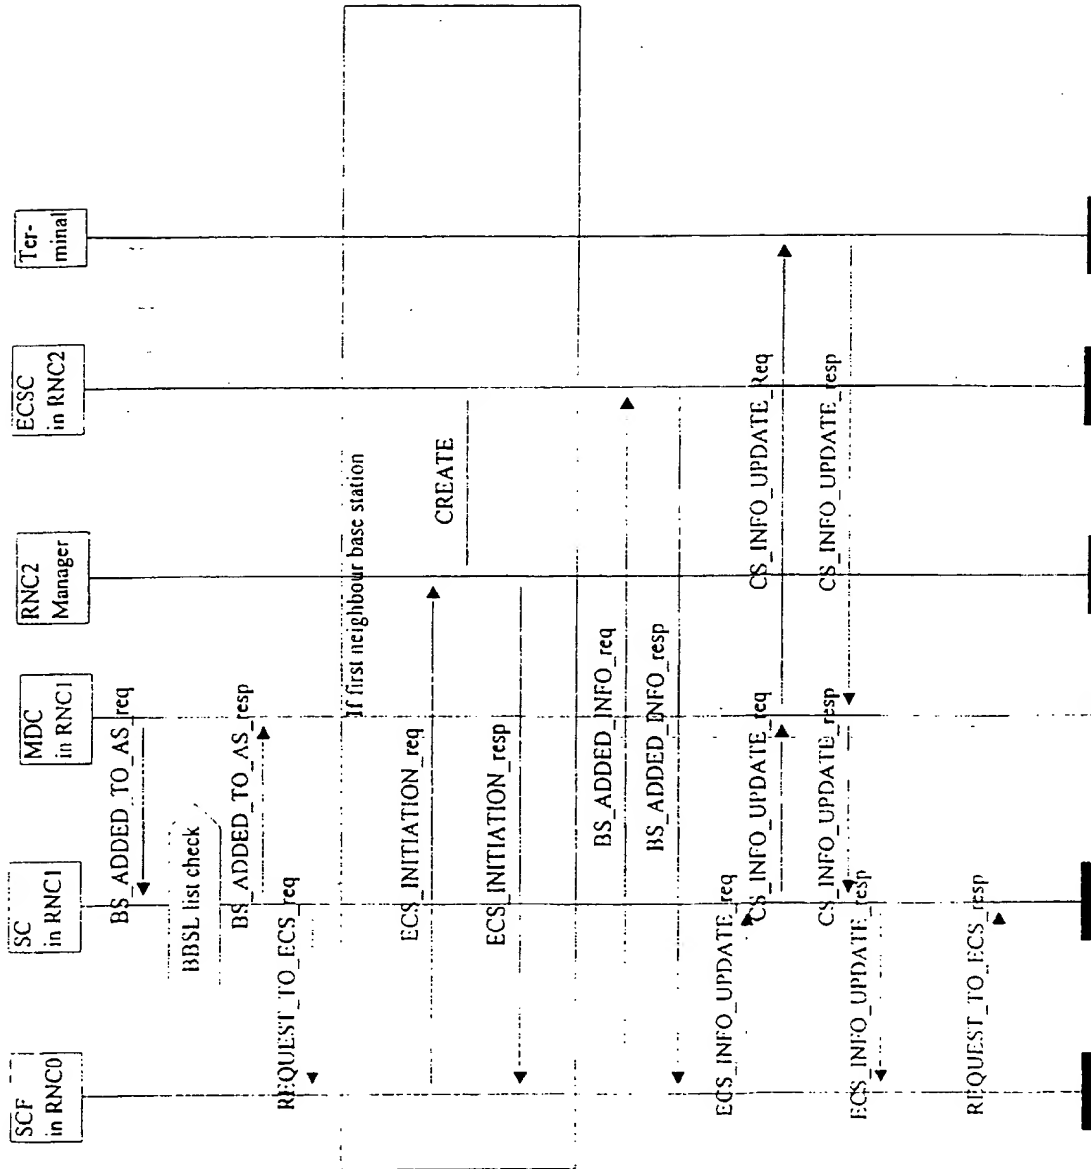 SCF
in RNC0
SC
in RNC1
MDC
in RNC1
RNC2
Manager
ECSC
in RNC2
Ter-
minal
BS_ADDED_TO_AS_req
BBSL list check
BS_ADDED_TO_AS_resp
REQUEST_TO_ECS_req
If first neighbour base station
ECS_INITIATION_req
CREATE
ECS_INITIATION_resp
BS_ADDED_INFO_req
BS_ADDED_INFO_resp
ECS_INFO_UPDATE_req
CS_INFO_UPDATE_req
CS_INFO_UPDATE_Req
CS_INFO_UPDATE_resp
CS_INFO_UPDATE_resp
ECS_INFO_UPDATE_resp
REQUEST_TO_ECS_resp